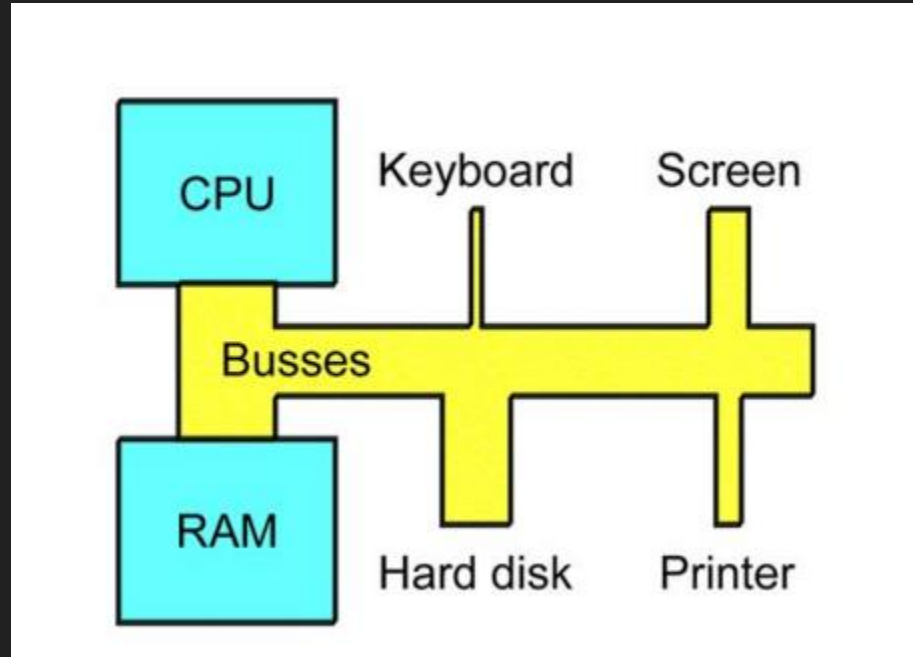 CPU
Keyboard
Screen
Busses
RAM
Hard disk
Printer